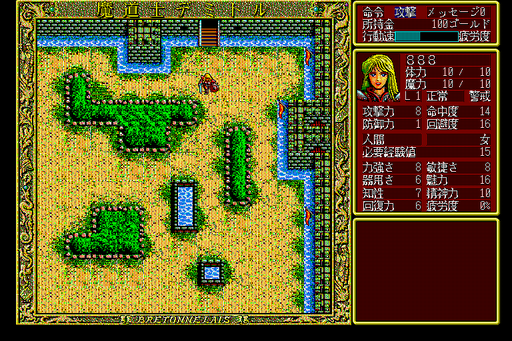 魔道士テミドル
命令 攻撃 メッセージ0
所持金 100ゴールド
行動速 疲労度
888
体力 10 / 10
魔力 10 / 10
L 1 正常 警戒
攻撃力 8 命中度 14
防御力 1 回避度 16
人間 女
必要経験値 15
力強さ 8 敏捷さ 8
器用さ 6 魅力 16
知性 7 精神力 10
回復力 6 疲労度 0%
BRETONNELAIS